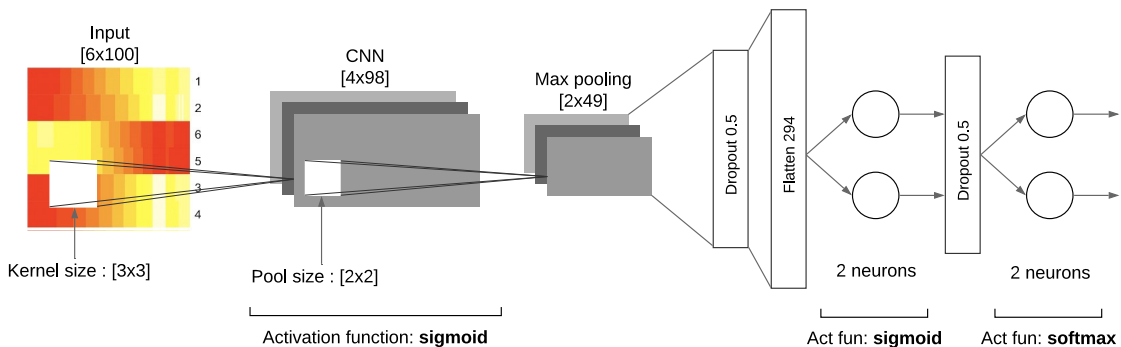 Input
[6x100]
1
2
6
5
3
4
Kernel size : [3x3]
CNN
[4x98]
Pool size : [2x2]
Activation function: sigmoid
Max pooling
[2x49]
Dropout 0.5
Flatten 294
2 neurons
Act fun: sigmoid
Dropout 0.5
2 neurons
Act fun: softmax